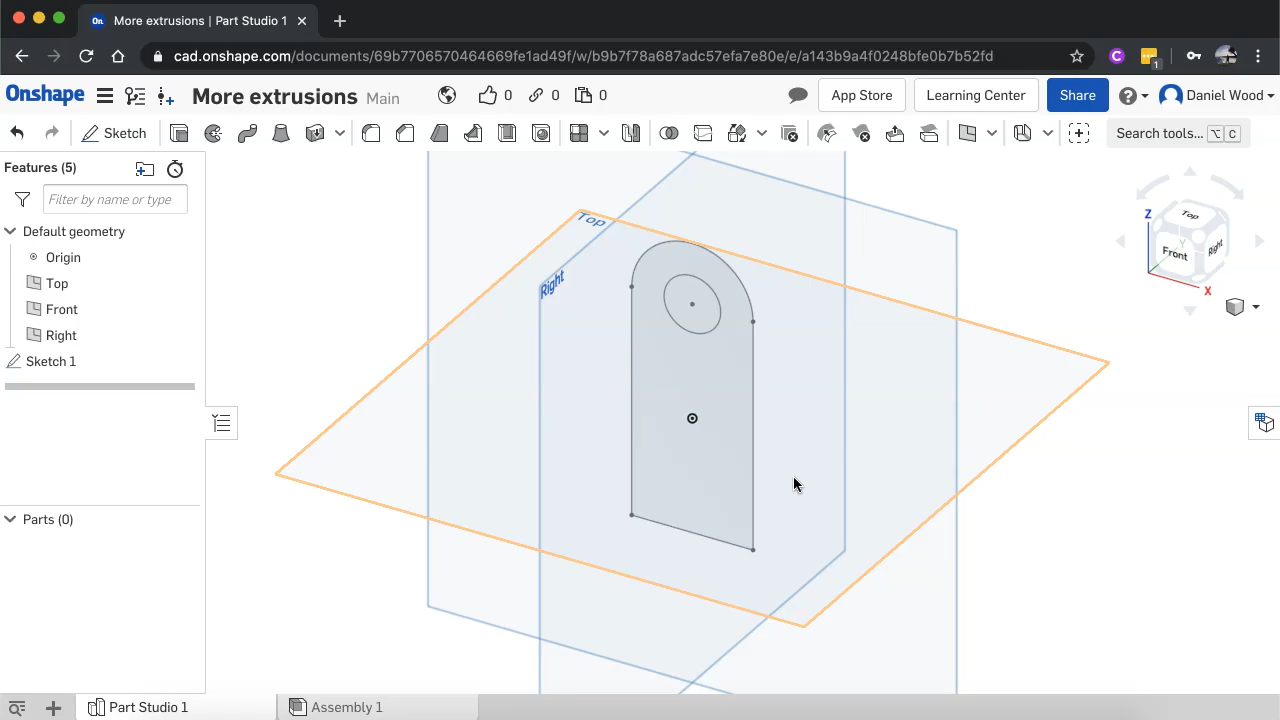 On More extrusions | Part Studio 1
cad.onshape.com/documents/69b7706570464669fe1ad49f/w/b9b7f78a687adc57efa7e80e/e/a143b9a4f0248bfe0b7b52fd
C
1
Onshape
More extrusions Main
0
0
0
App Store
Learning Center
Share
?
Daniel Wood
Sketch
Search tools... ⌥ C
Features (5)
Filter by name or type
Default geometry
Origin
Top
Front
Right
Sketch 1
Parts (0)
Top
Right
Z
Top
Y
Front
Right
X
Part Studio 1
Assembly 1